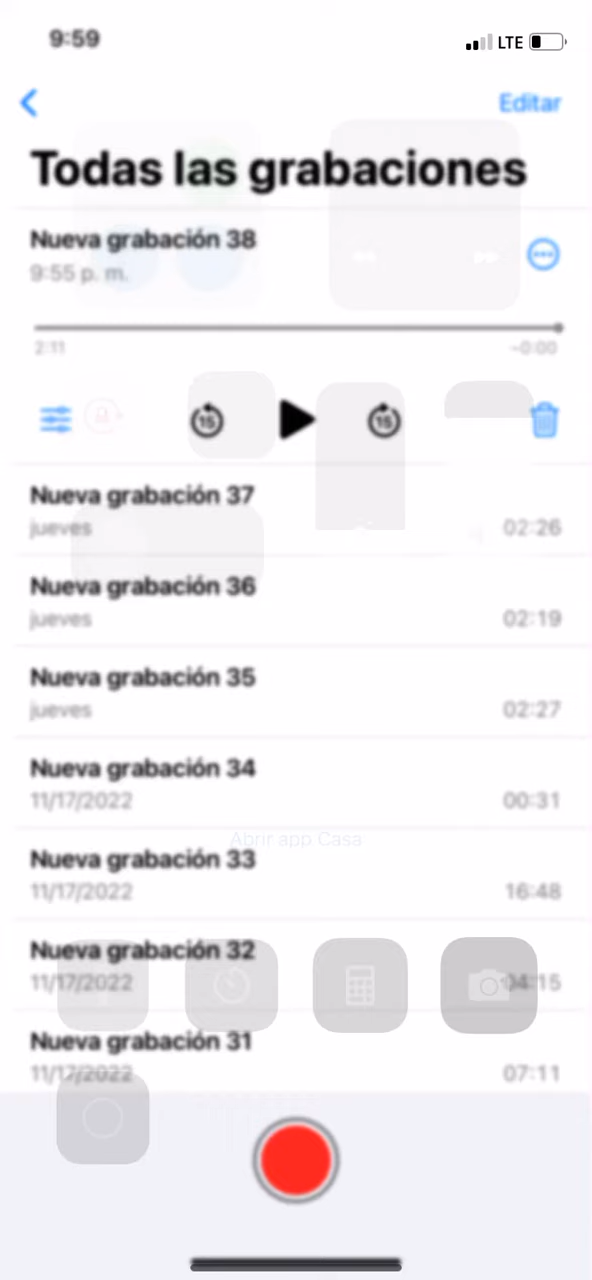 9:59
LTE
Editar
Todas las grabaciones
Nueva grabación 38
9:55 p. m.
2:11
-0:00
15
15
Nueva grabación 37
jueves
02:26
Nueva grabación 36
jueves
02:19
Nueva grabación 35
jueves
02:27
Nueva grabación 34
11/17/2022
00:31
Abrir app Casa
Nueva grabación 33
11/17/2022
16:48
Nueva grabación 32
11/17/2022
04:15
Nueva grabación 31
11/17/2022
07:11